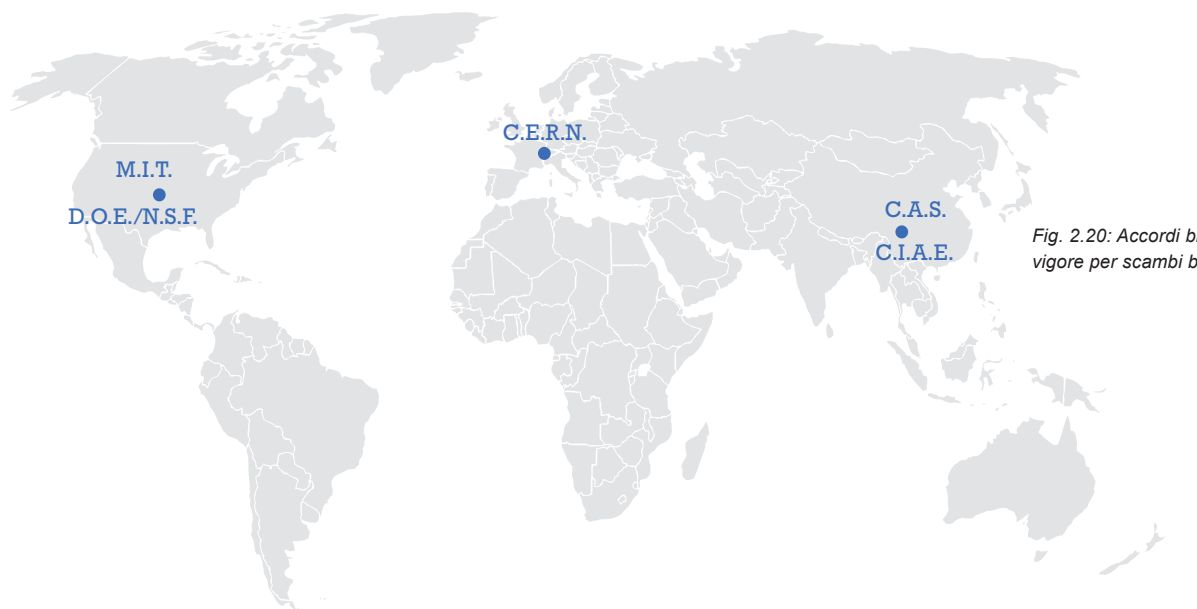 C.E.R.N.
M.I.T.
D.O.E./N.S.F.
C.A.S.
C.I.A.E.
Fig. 2.20: Accordi
vigore per scambi